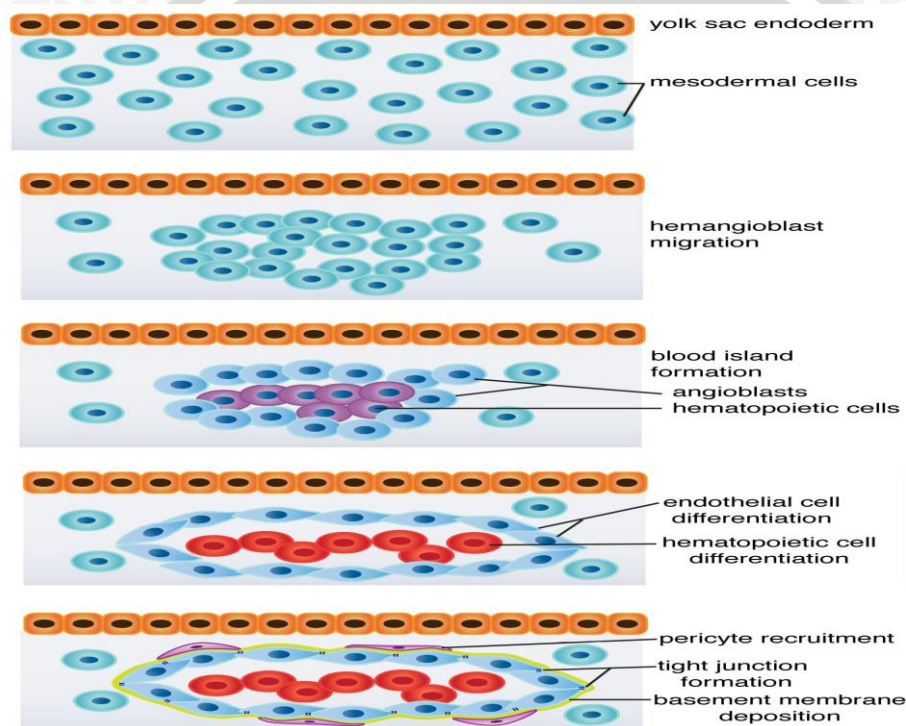 yolk sac endoderm
mesodermal cells
hemangioblast
migration
blood island
formation
angioblasts
hematopoietic cells
endothelial cell
differentiation
hematopoietic cell
differentiation
pericyte recruitment
tight junction
formation
basement membrane
deposition